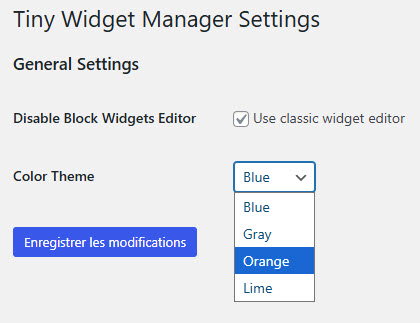 Tiny Widget Manager Settings
General Settings
Disable Block Widgets Editor Use classic widget editor
Color Theme Blue
Blue
Gray
Orange
Lime
Enregistrer les modifications